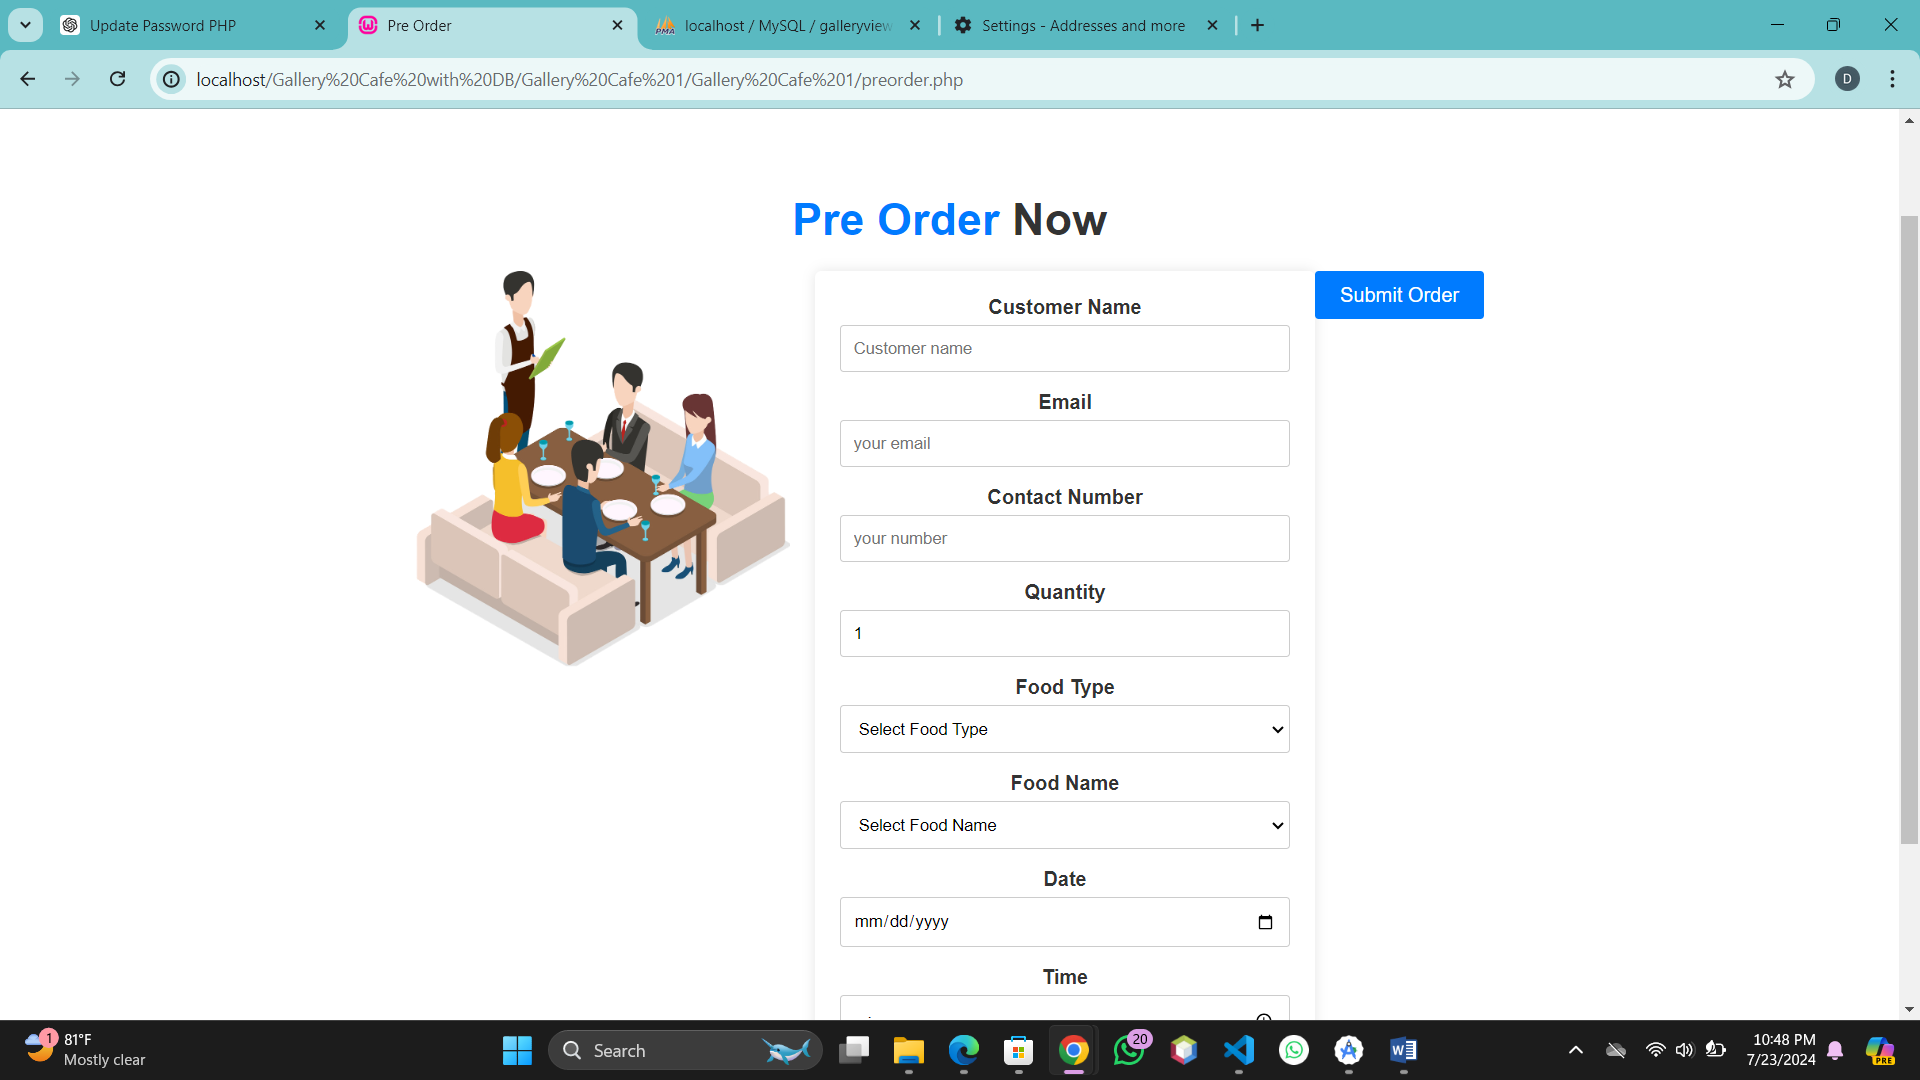 Update Password PHP
Pre Order
localhost / MySQL / galleryview
Settings - Addresses and more
localhost/Gallery%20Cafe%20with%20DB/Gallery%20Cafe%201/Gallery%20Cafe%201/preorder.php
D
Pre Order Now
Customer Name
Customer name
Submit Order
Email
your email
Contact Number
your number
Quantity
1
Food Type
Select Food Type
Food Name
Select Food Name
Date
mm/dd/yyyy
Time
1
81°F
Mostly clear
Search
20
10:48 PM
7/23/2024
PRE